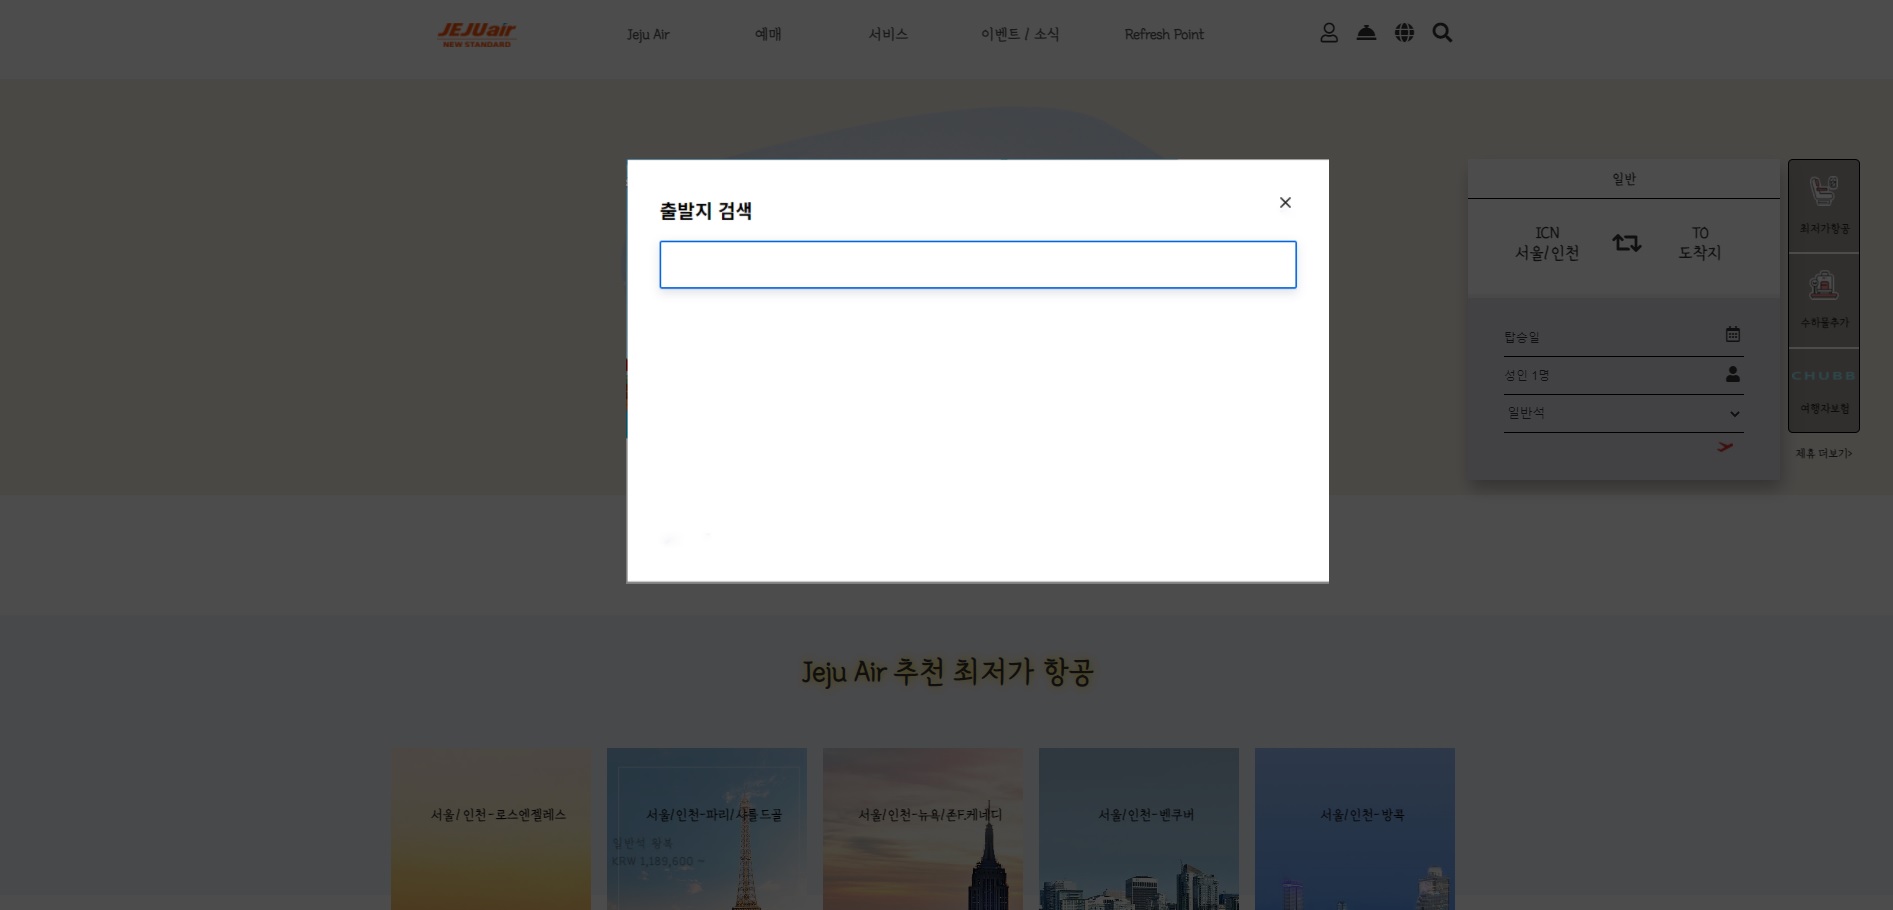 JEJUair
NEW STANDARD
Jeju Air
예매
서비스
이벤트 / 소식
Refresh Point
출발지 검색
일반
ICN
서울/인천
TO
도착지
탑승일
성인 1명
일반석
최저가항공
수하물추가
CHUBB
여행자보험
제휴 더보기>
Jeju Air 추천 최저가 항공
서울/인천-로스엔젤레스
서울/인천-파리/샤를드골
일반석 왕복
KRW 1,189,600 ~
서울/인천-뉴욕/존F.케네디
서울/인천-벤쿠버
서울/인천-방콕